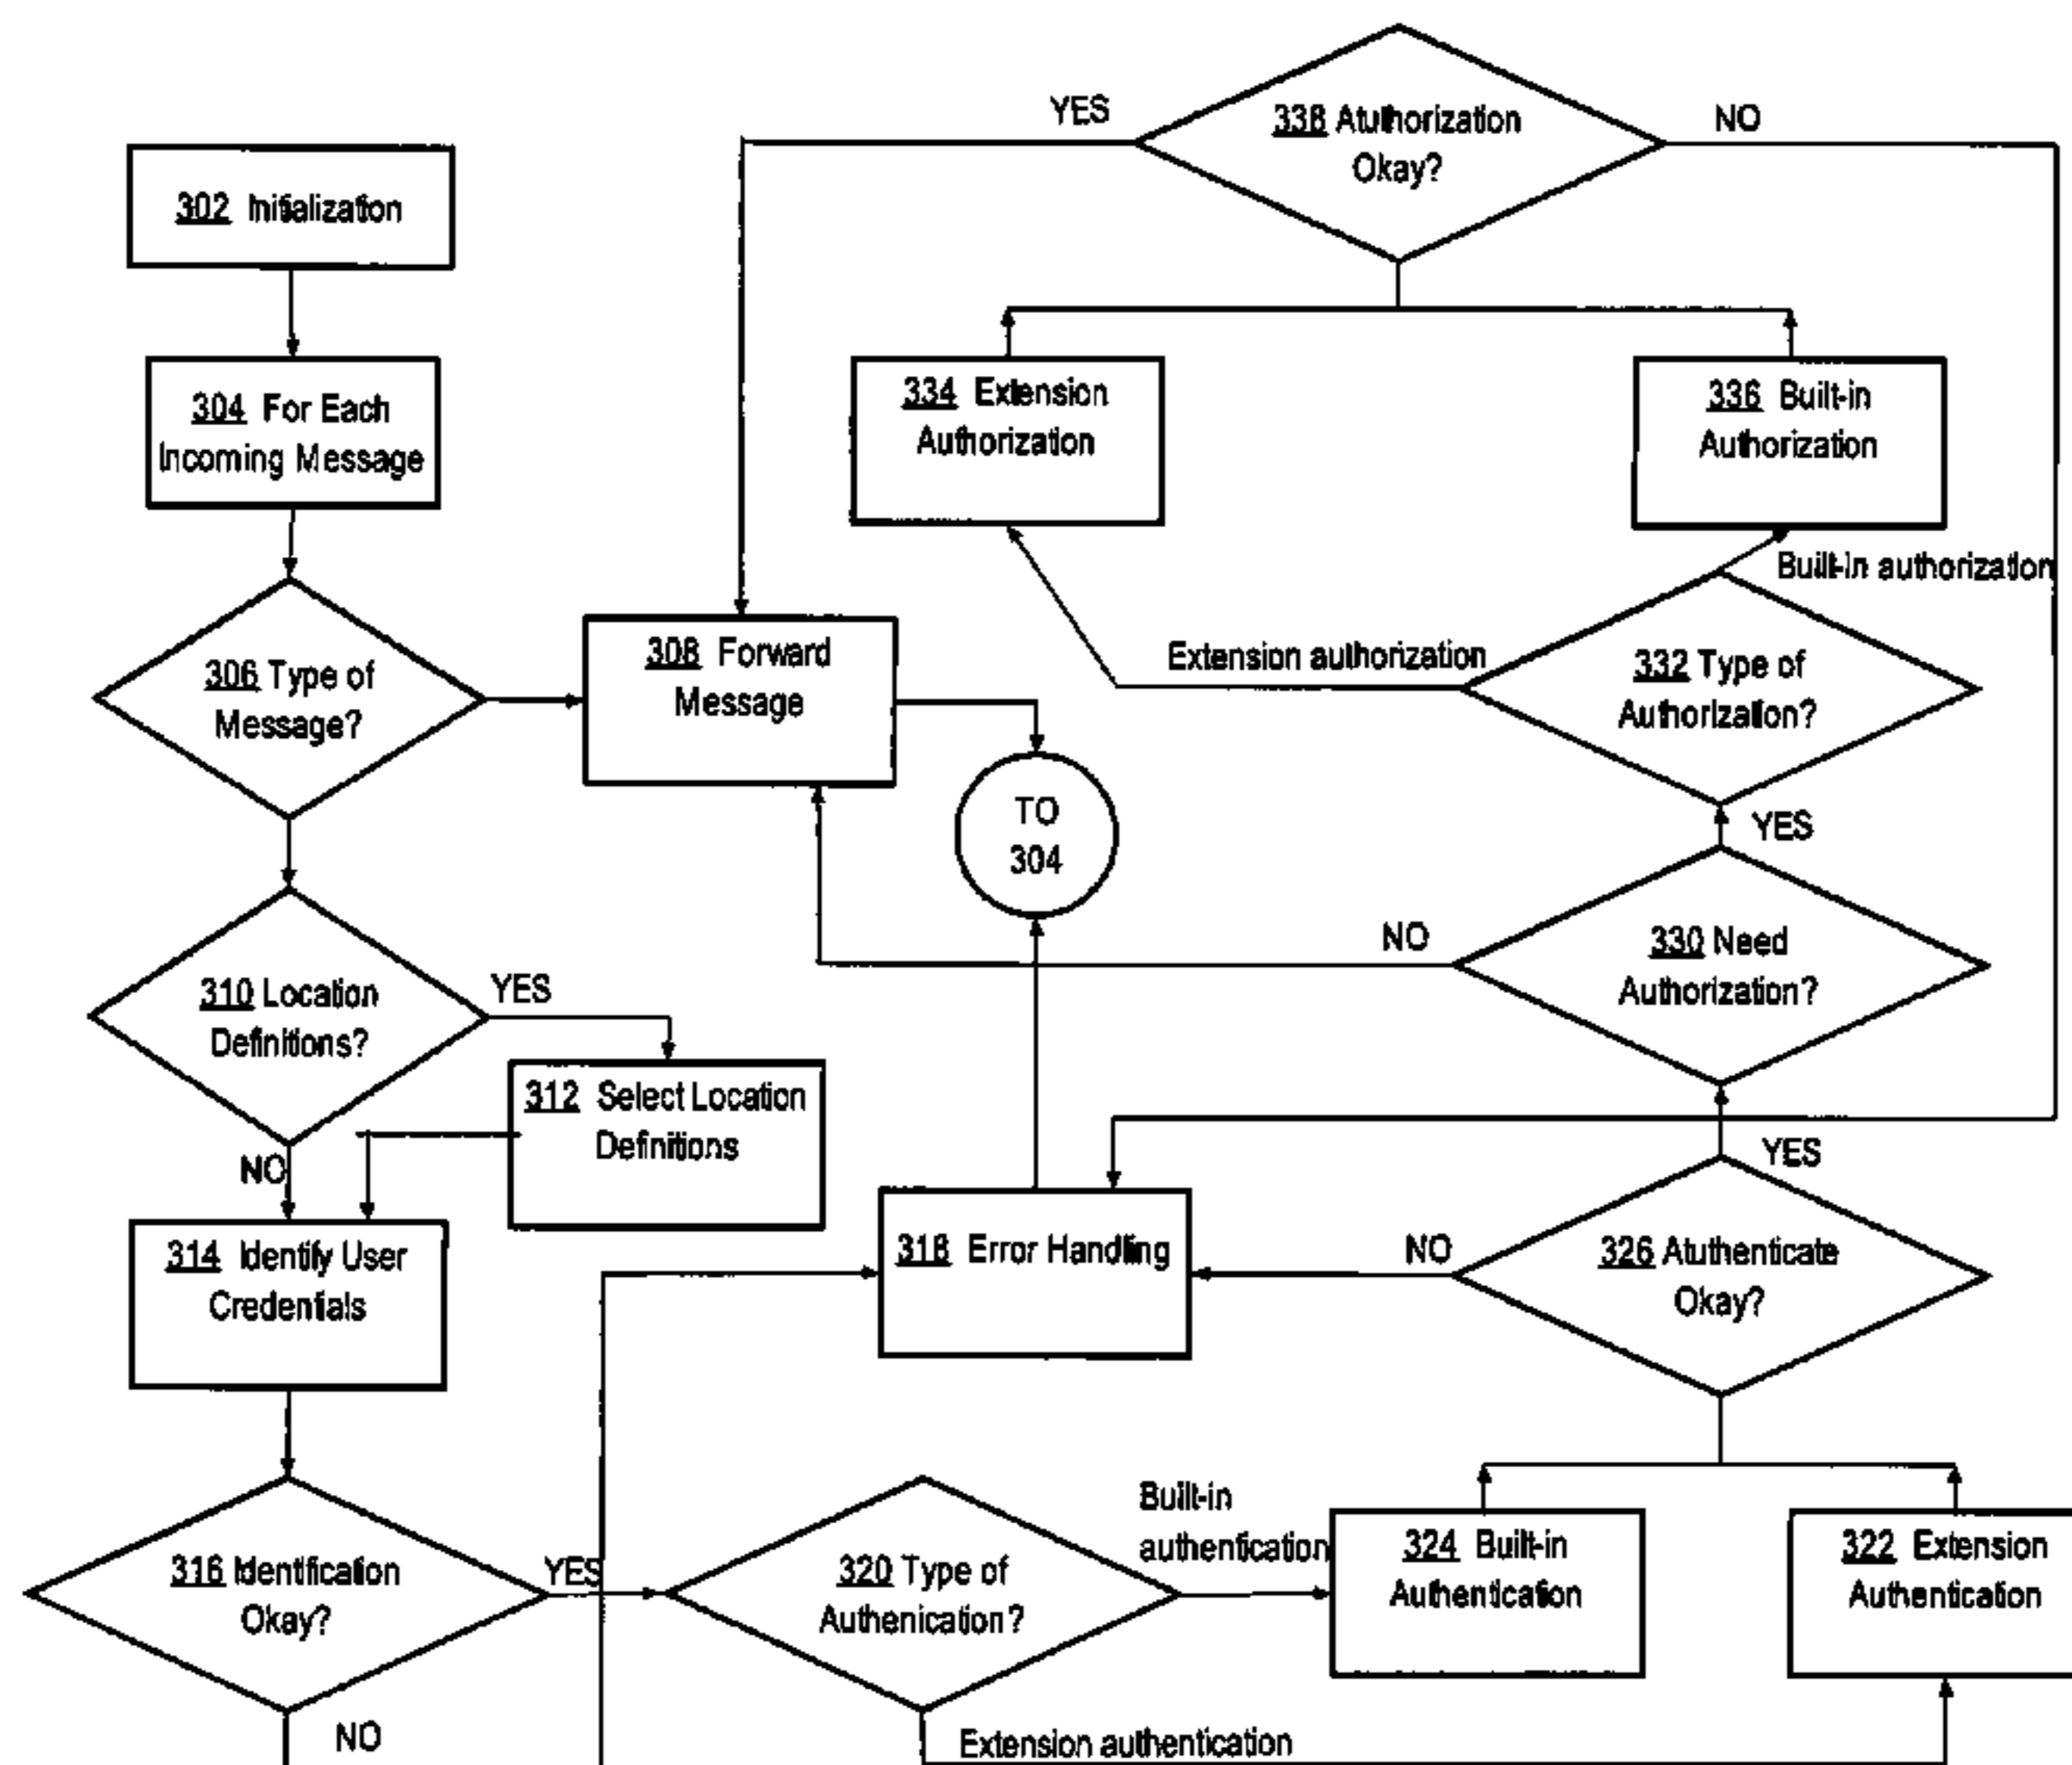 YES
338 Atuthorization
Okay?
NO
302 Initialization
304 For Each
Incoming Message
334 Extension
Authorization
336 Built-in
Authorization
Built-in authorization
306 Type of
Message?
308 Forward
Message
Extension authorization
332 Type of
Authorization?
TO
304
YES
NO
330 Need
Authorization?
310 Location
Definitions?
YES
312 Select Location
Definitions
NO
YES
314 Identify User
Credentials
318 Error Handling
NO
326 Atuthenticate
Okay?
316 Identification
Okay?
YES
320 Type of
Authenication?
Built-in
authentication
324 Built-in
Authentication
322 Extension
Authentication
NO
Extension authentication